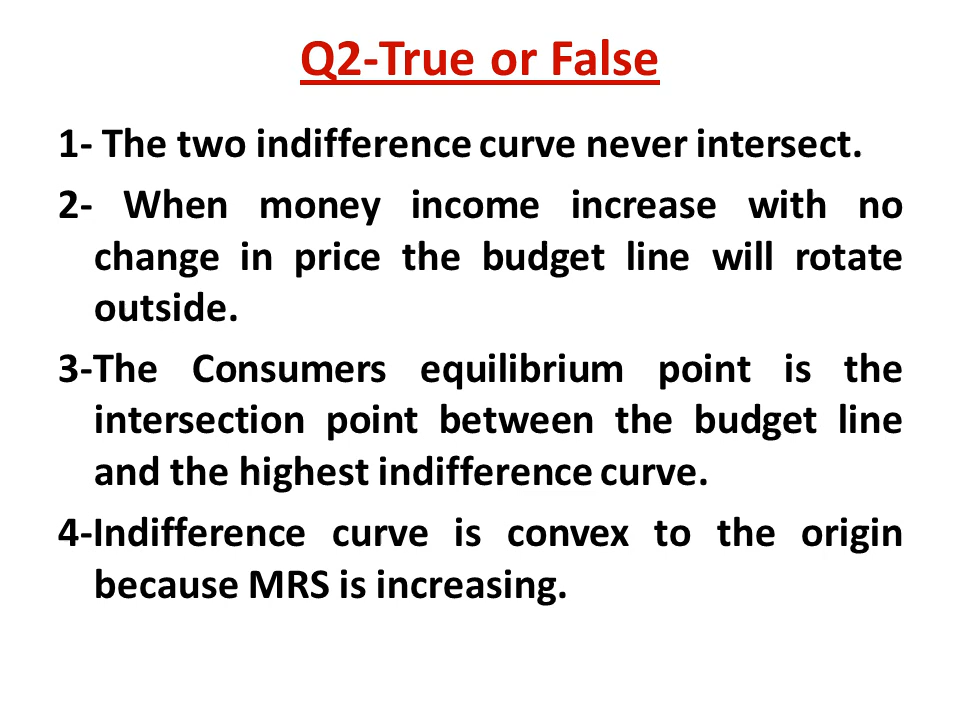 Q2-True or False
1- The two indifference curve never intersect.
2- When money income increase with no
change in price the budget line will rotate
outside.
3-The Consumers equilibrium point is the
intersection point between the budget line
and the highest indifference curve.
4-Indifference curve is convex to the origin
because MRS is increasing.